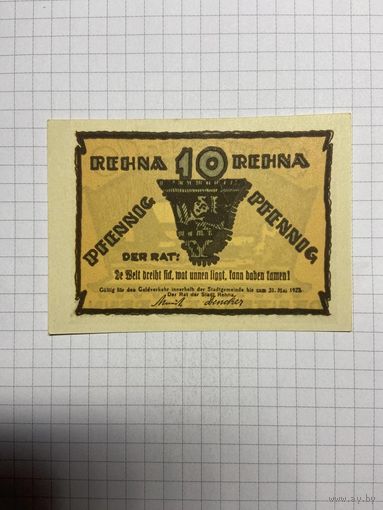 REHNA 10 REHNA
PFENNIG PFENNIG
DER RAT:
De Welt dreiht sick, wat unnen liggt, kann baben kamen!
Gültig für den Geldverkehr innerhalb der Stadtgemeinde bis zum 31. Mai 1922.
Der Rat der Stadt Rehna.
www.ay.by